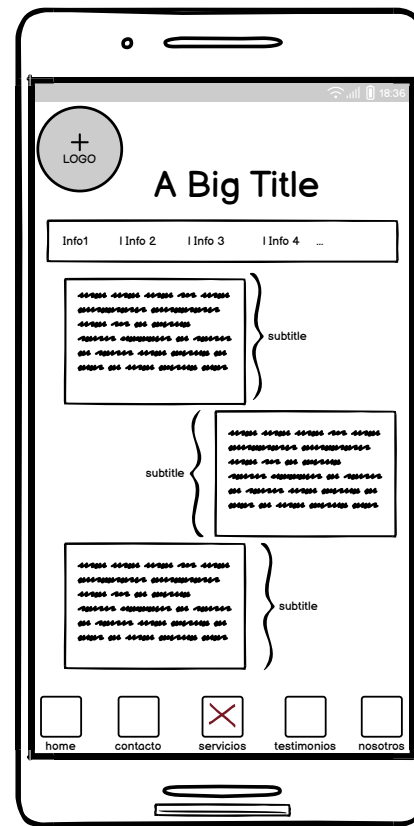 18:36
+
LOGO
A Big Title
Info1 | Info 2 | Info 3 | Info 4 ...
subtitle
subtitle
subtitle
home contacto servicios testimonios nosotros